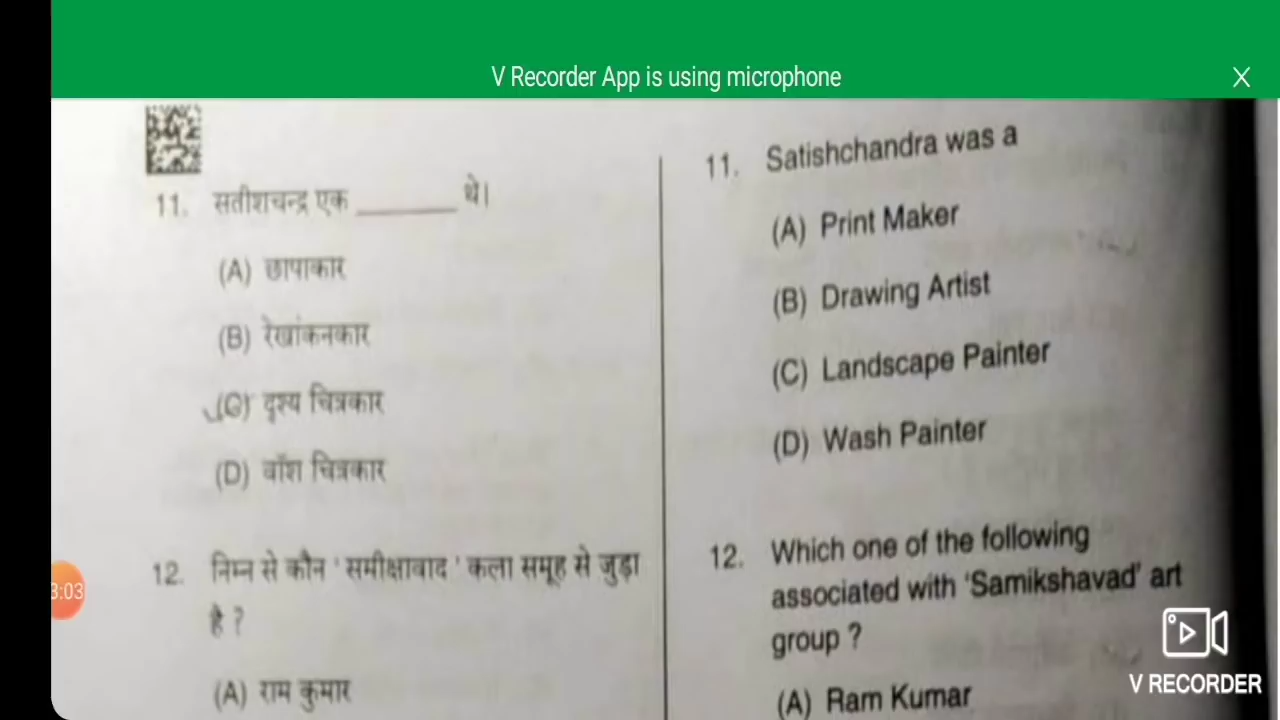 V Recorder App is using microphone X
11. सतीशचन्द्र एक ______ थे।
(A) छापाकार
(B) रेखांकनकार
(C) दृश्य चित्रकार
(D) वॉश चित्रकार
12. निम्न से कौन 'समीक्षावाद' कला समूह से जुड़ा
है ?
(A) राम कुमार
11. Satishchandra was a
(A) Print Maker
(B) Drawing Artist
(C) Landscape Painter
(D) Wash Painter
12. Which one of the following
associated with 'Samikshavad' art
group ?
(A) Ram Kumar
3:03
V RECORDER